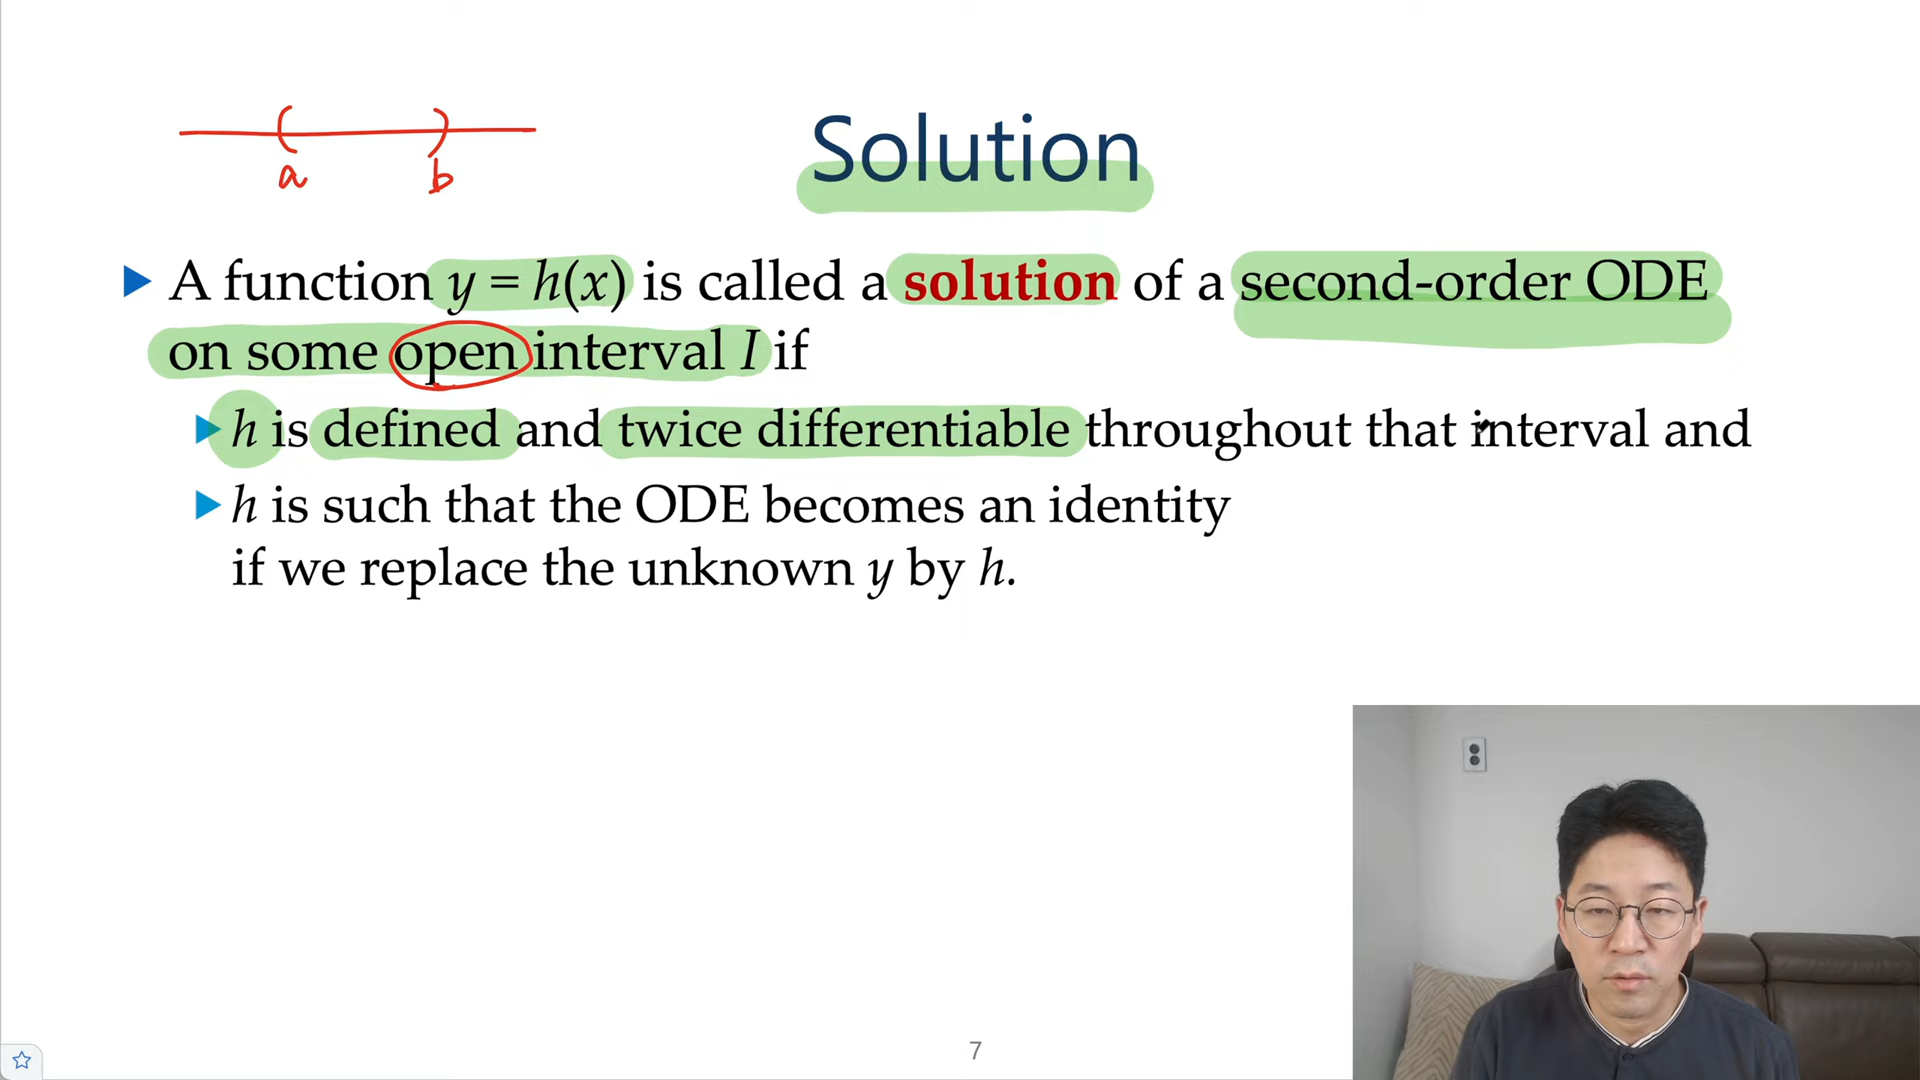 a
b
Solution
A function y = h(x) is called a solution of a second-order ODE
on some open interval I if
h is defined and twice differentiable throughout that interval and
h is such that the ODE becomes an identity
if we replace the unknown y by h.
7